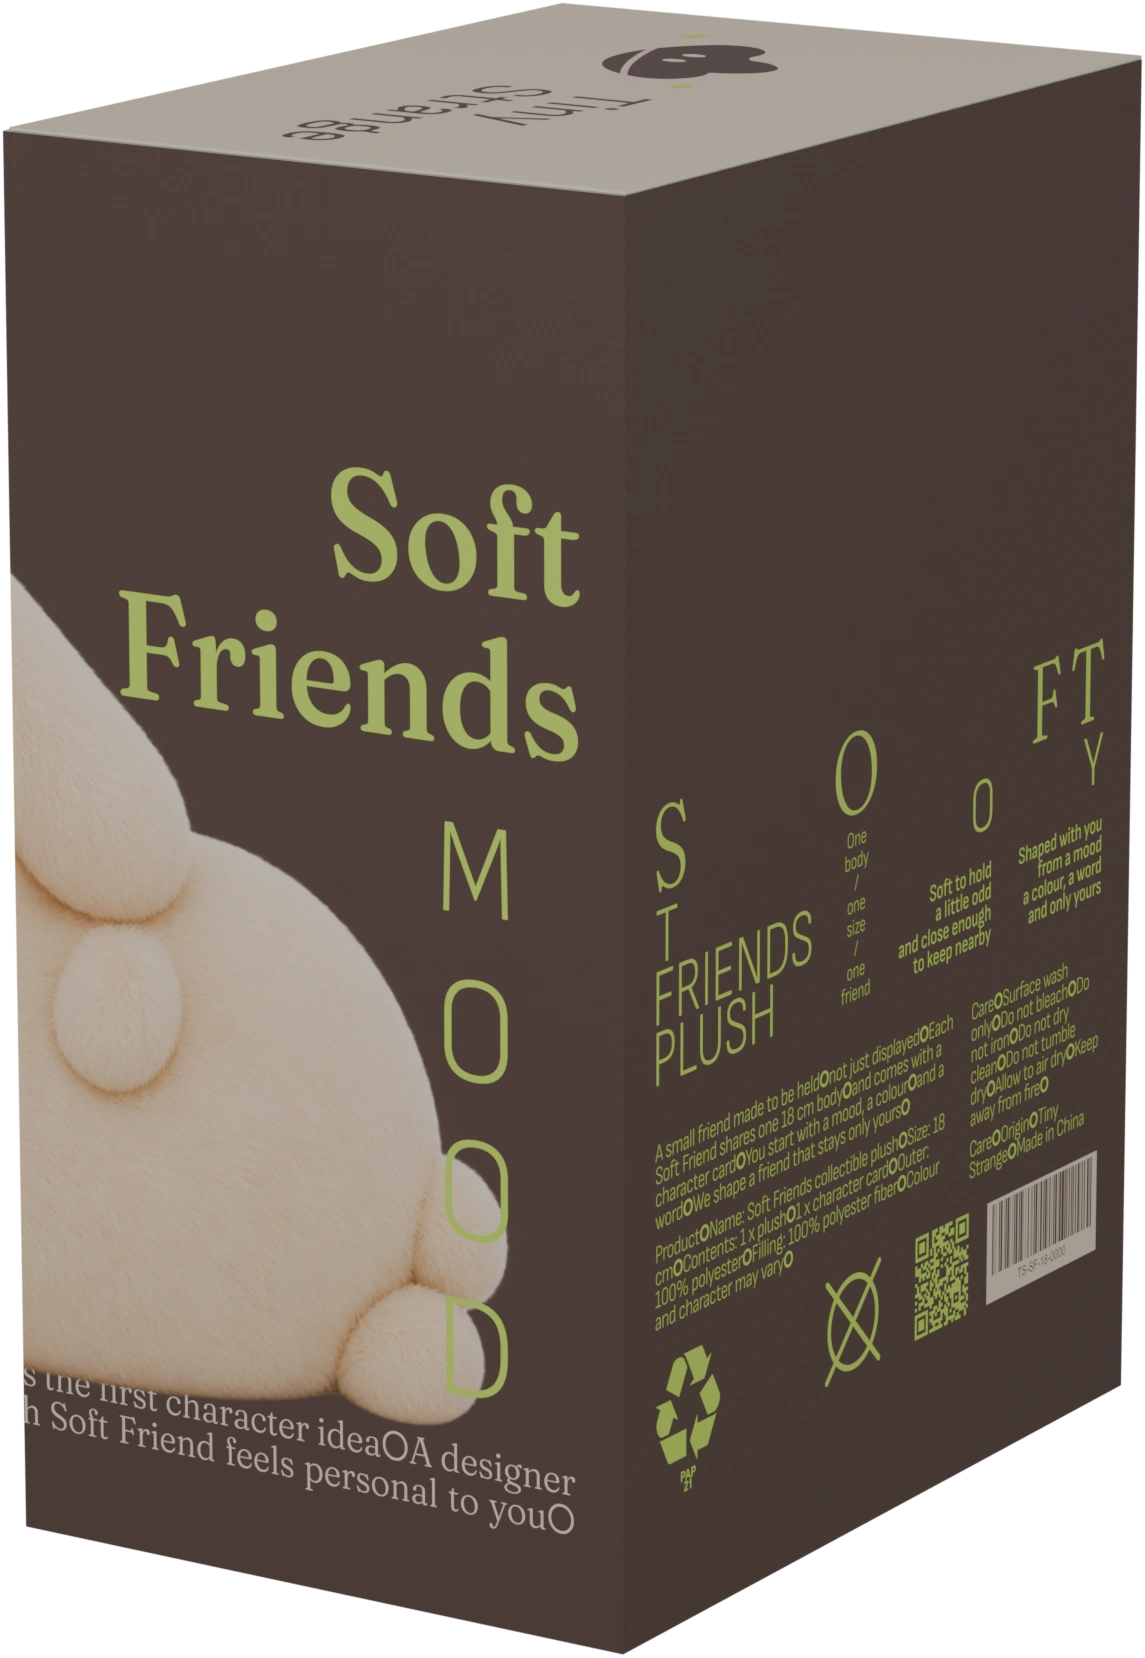 Tiny
Strange
Soft
Friends
M
O
O
D
s the first character ideaOA designer
h Soft Friend feels personal to youO
S
O
O
F T
T
Y
FRIENDS
PLUSH
One
body
/
one
size
/
one
friend
Soft to hold
a little odd
and close enough
to keep nearby
Shaped with you
from a mood
a colour, a word
and only yours
A small friend made to be heldOnot just displayedOEach
Soft Friend shares one 18 cm bodyOand comes with a
character cardOYou start with a mood, a colourOand a
wordOWe shape a friend that stays only yoursO
ProductOName: Soft Friends collectible plushOSize: 18
cmOContents: 1 x plushO1 x character cardOOuter:
100% polyesterOFilling: 100% polyester fiberOColour
and character may varyO
CareOSurface wash
onlyODo not bleachODo
not ironODo not dry
cleanODo not tumble
dryOAllow to air dryOKeep
away from fireO
CareOOriginOTiny
StrangeOMade in China
TS-SF-18-0000
PAP
21